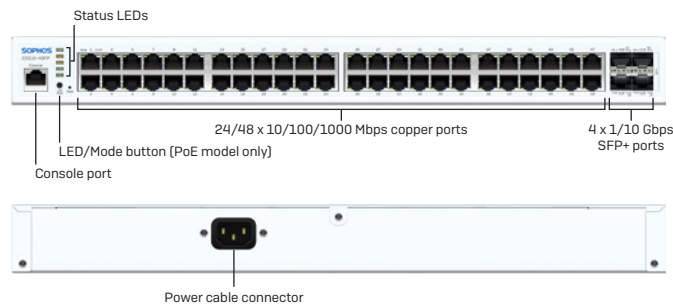 Status LEDs
SOPHOS
Console
24/48 x 10/100/1000 Mbps copper ports
4 x 1/10 Gbps
SFP+ ports
LED/Mode button (PoE model only)
Console port
Power cable connector